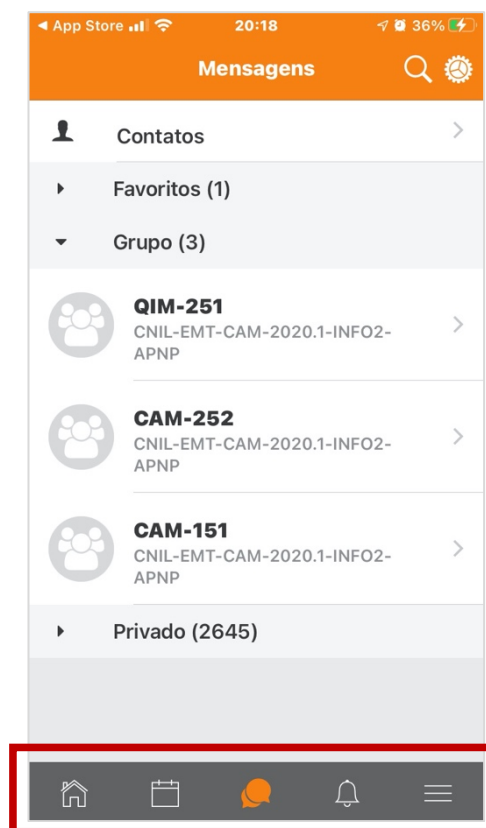 App Store 20:18 36%
Mensagens
Contatos
Favoritos (1)
Grupo (3)
QIM-251
CNIL-EMT-CAM-2020.1-INFO2-
APNP
CAM-252
CNIL-EMT-CAM-2020.1-INFO2-
APNP
CAM-151
CNIL-EMT-CAM-2020.1-INFO2-
APNP
Privado (2645)